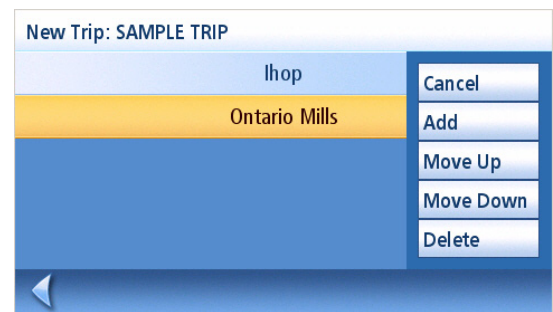 New Trip: SAMPLE TRIP
Ihop
Ontario Mills
Cancel
Add
Move Up
Move Down
Delete